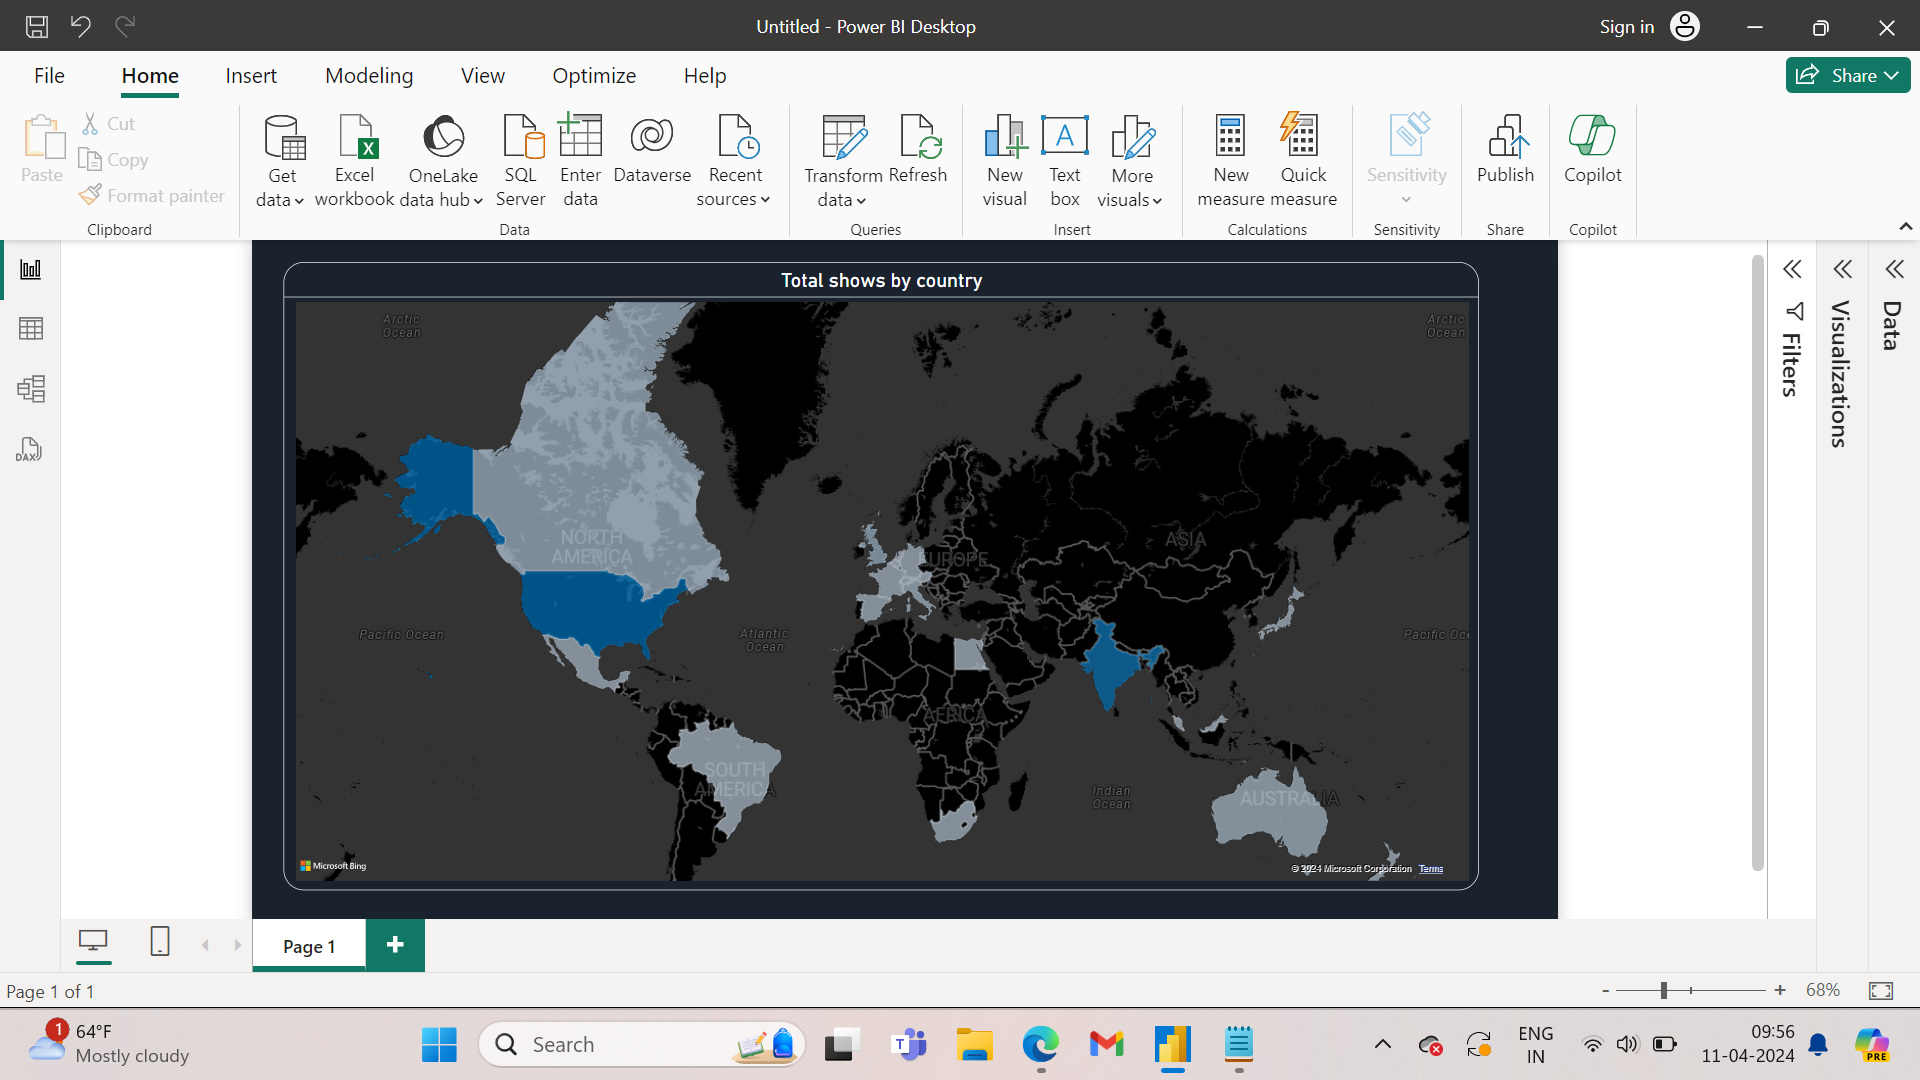 Untitled - Power BI Desktop
Sign in
File Home Insert Modeling View Optimize Help
Share
Paste
Cut
Copy
Format painter
Clipboard
Get data
Excel workbook
OneLake data hub
SQL Server
Enter data
Dataverse
Recent sources
Data
Transform data
Refresh
Queries
New visual
Text box
More visuals
Insert
New measure
Quick measure
Calculations
Sensitivity
Sensitivity
Publish
Share
Copilot
Copilot
DAX
Total shows by country
Arctic
Ocean
Arctic
Ocean
NORTH
AMERICA
EUROPE
ASIA
Pacific Ocean
Atlantic
Ocean
Pacific Oce
AFRICA
SOUTH
AMERICA
Indian
Ocean
AUSTRALIA
Microsoft Bing
© 2024 Microsoft Corporation Terms
Filters
Visualizations
Data
Page 1
+
Page 1 of 1
- + 68%
1
64°F
Mostly cloudy
Search
ENG
IN
09:56
11-04-2024
PRE